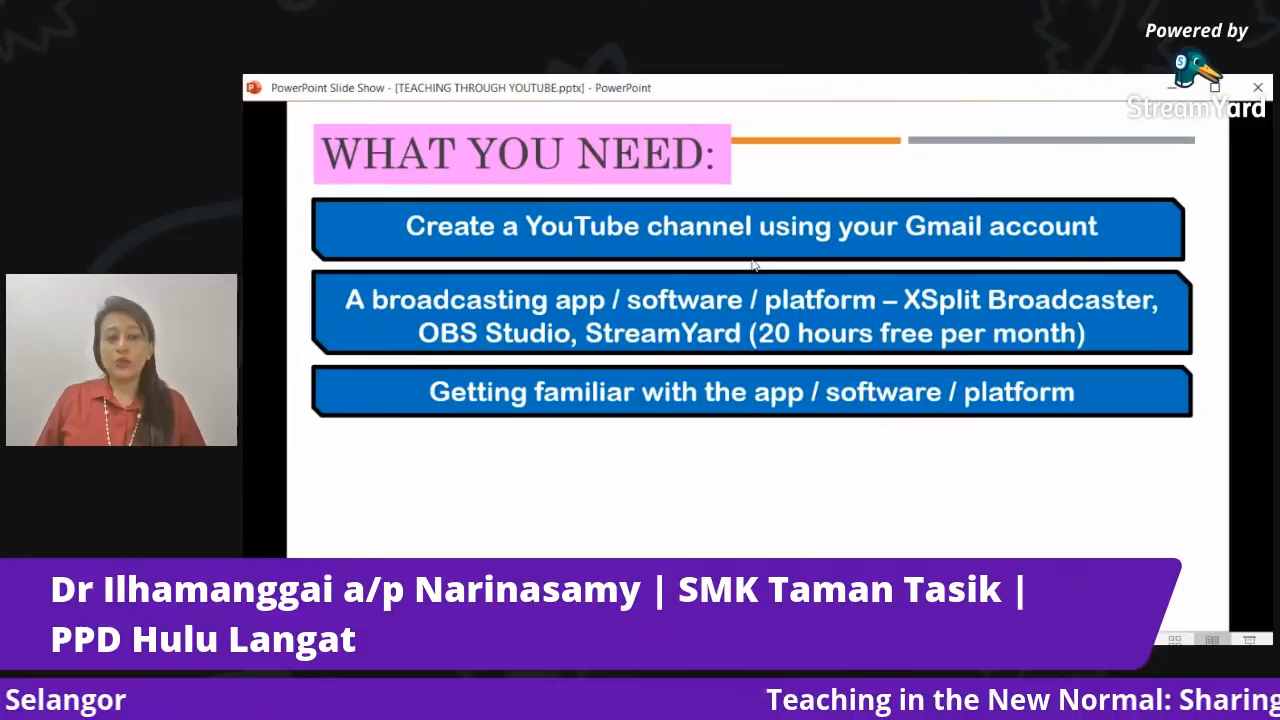 Powered by
StreamYard
PowerPoint Slide Show - [TEACHING THROUGH YOUTUBE.pptx] - PowerPoint
WHAT YOU NEED:
Create a YouTube channel using your Gmail account
A broadcasting app / software / platform – XSplit Broadcaster,
OBS Studio, StreamYard (20 hours free per month)
Getting familiar with the app / software / platform
Dr Ilhamanggai a/p Narinasamy | SMK Taman Tasik |
PPD Hulu Langat
Selangor
Teaching in the New Normal: Sharing